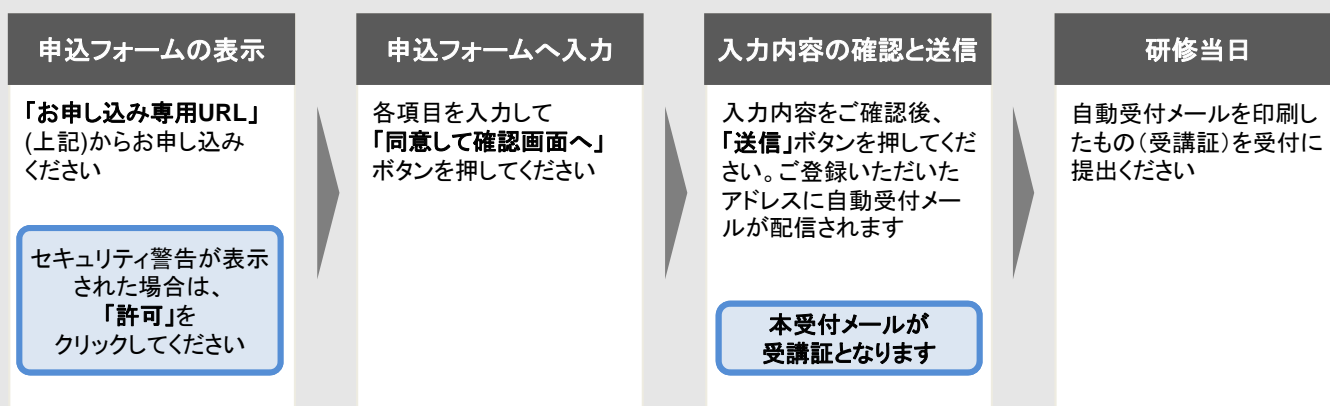 申込フォームの表示
「お申し込み専用URL」
(上記)からお申し込み
ください
セキュリティ警告が表示
された場合は、
「許可」を
クリックしてください
申込フォームへ入力
各項目を入力して
「同意して確認画面へ」
ボタンを押してください
入力内容の確認と送信
入力内容をご確認後、
「送信」ボタンを押してくだ
さい。ご登録いただいた
アドレスに自動受付メー
ルが配信されます
本受付メールが
受講証となります
研修当日
自動受付メールを印刷し
たもの(受講証)を受付に
提出ください